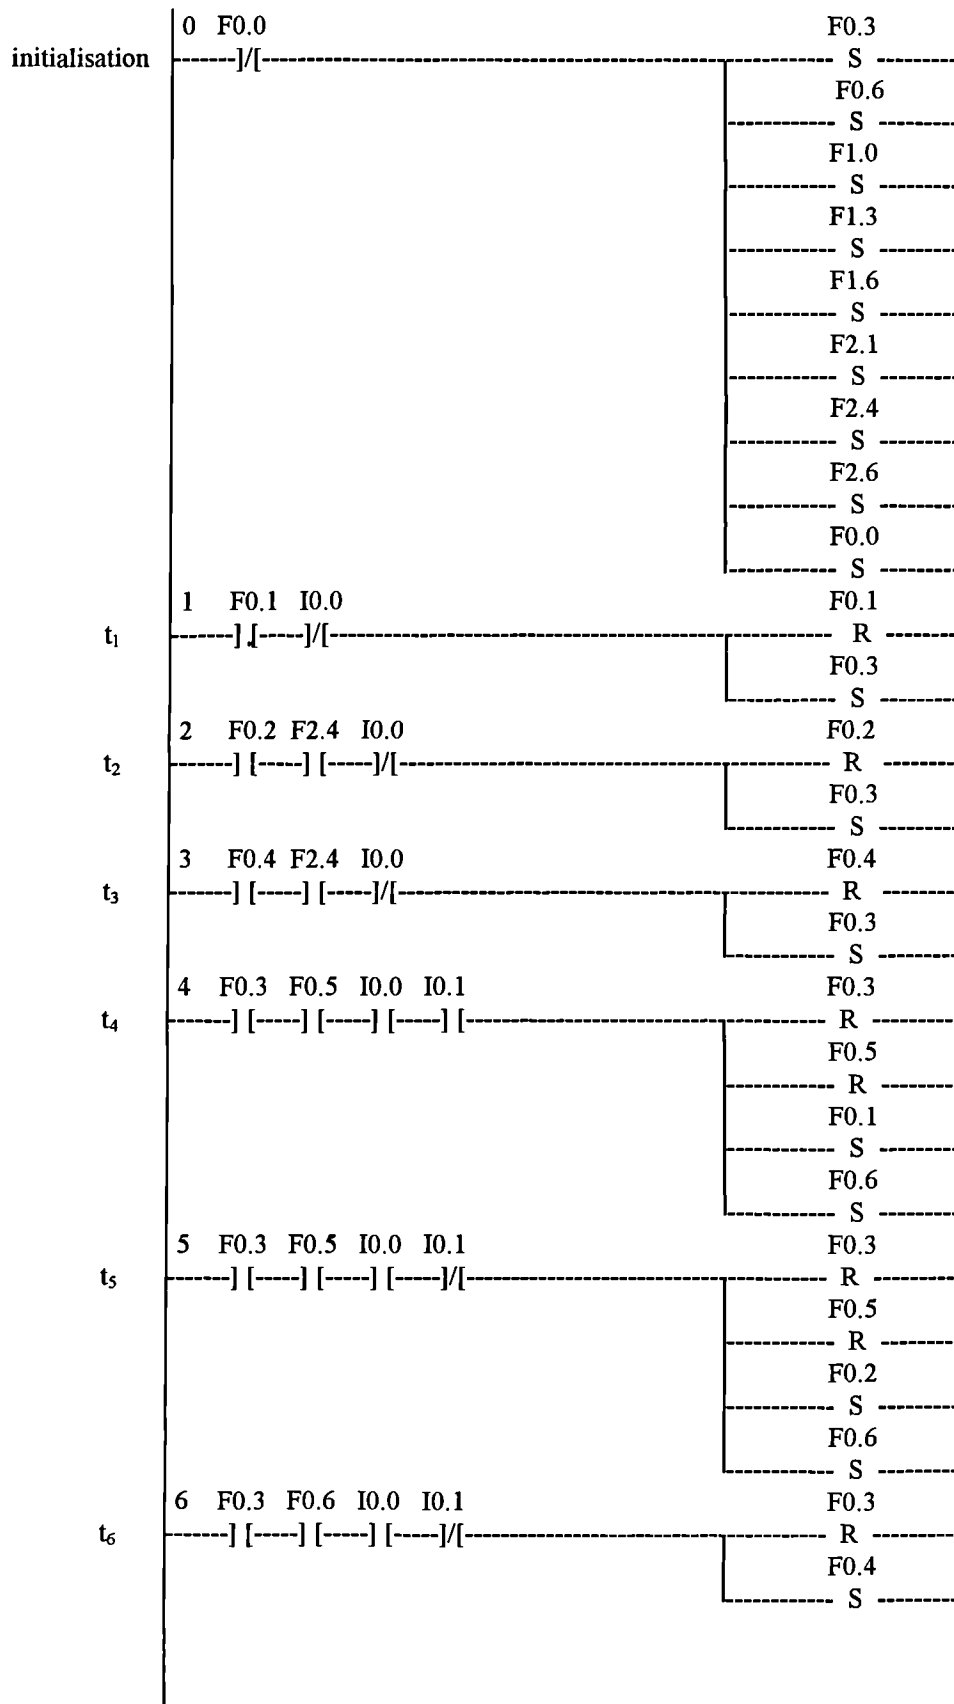 0 F0.0 F0.3
initialisation ------]/[------ S ------
F0.6
------ S ------
F1.0
------ S ------
F1.3
------ S ------
F1.6
------ S ------
F2.1
------ S ------
F2.4
------ S ------
F2.6
------ S ------
F0.0
------ S ------
1 F0.1 I0.0 F0.1
t₁ ------] [-----]/[------ R ------
F0.3
------ S ------
2 F0.2 F2.4 I0.0 F0.2
t₂ ------] [-----] [-----]/[------ R ------
F0.3
------ S ------
3 F0.4 F2.4 I0.0 F0.4
t₃ ------] [-----] [-----]/[------ R ------
F0.3
------ S ------
4 F0.3 F0.5 I0.0 I0.1 F0.3
t₄ ------] [-----] [-----] [-----] [------ R ------
F0.5
------ R ------
F0.1
------ S ------
F0.6
------ S ------
5 F0.3 F0.5 I0.0 I0.1 F0.3
t₅ ------] [-----] [-----] [-----]/[------ R ------
F0.5
------ R ------
F0.2
------ S ------
F0.6
------ S ------
6 F0.3 F0.6 I0.0 I0.1 F0.3
t₆ ------] [-----] [-----] [-----]/[------ R ------
F0.4
------ S ------